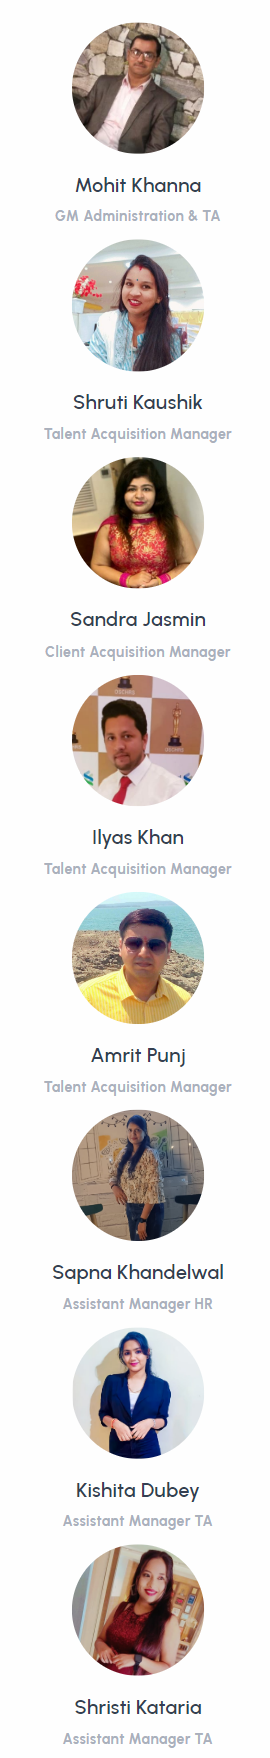 Mohit Khanna
GM Administration & TA
Shruti Kaushik
Talent Acquisition Manager
Sandra Jasmin
Client Acquisition Manager
Ilyas Khan
Talent Acquisition Manager
Amrit Punj
Talent Acquisition Manager
Sapna Khandelwal
Assistant Manager HR
Kishita Dubey
Assistant Manager TA
Shristi Kataria
Assistant Manager TA